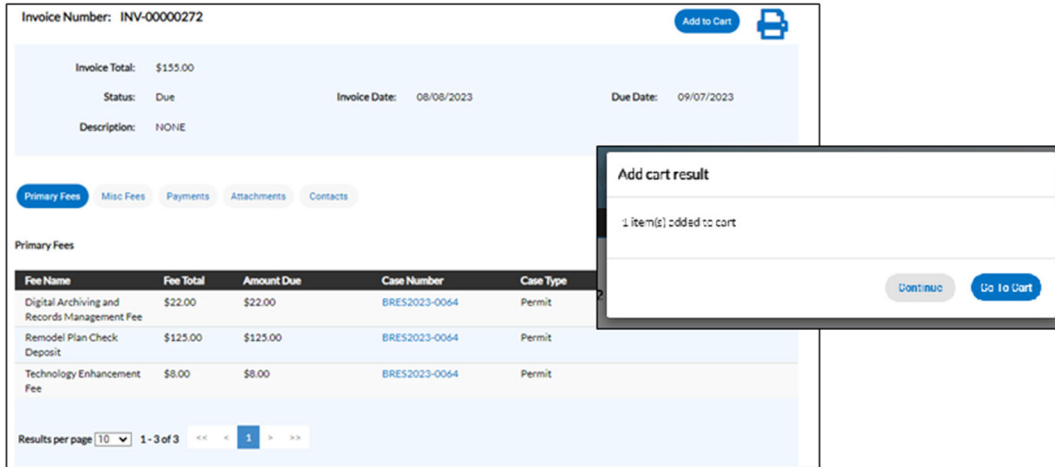 Invoice Number: INV-00000272
Add to Cart
Invoice Total: $155.00
Status: Due Invoice Date: 08/08/2023 Due Date: 09/07/2023
Description: NONE
Primary Fees Misc Fees Payments Attachments Contacts
Primary Fees
Fee Name Fee Total Amount Due Case Number Case Type
Digital Archiving and $22.00 $22.00 BRES2023-0064 Permit
Records Management Fee
Remodel Plan Check $125.00 $125.00 BRES2023-0064 Permit
Deposit
Technology Enhancement $8.00 $8.00 BRES2023-0064 Permit
Fee
Results per page 10 1 - 3 of 3 << < 1 > >>
Add cart result
1 item(s) added to cart
2
Continue Go To Cart